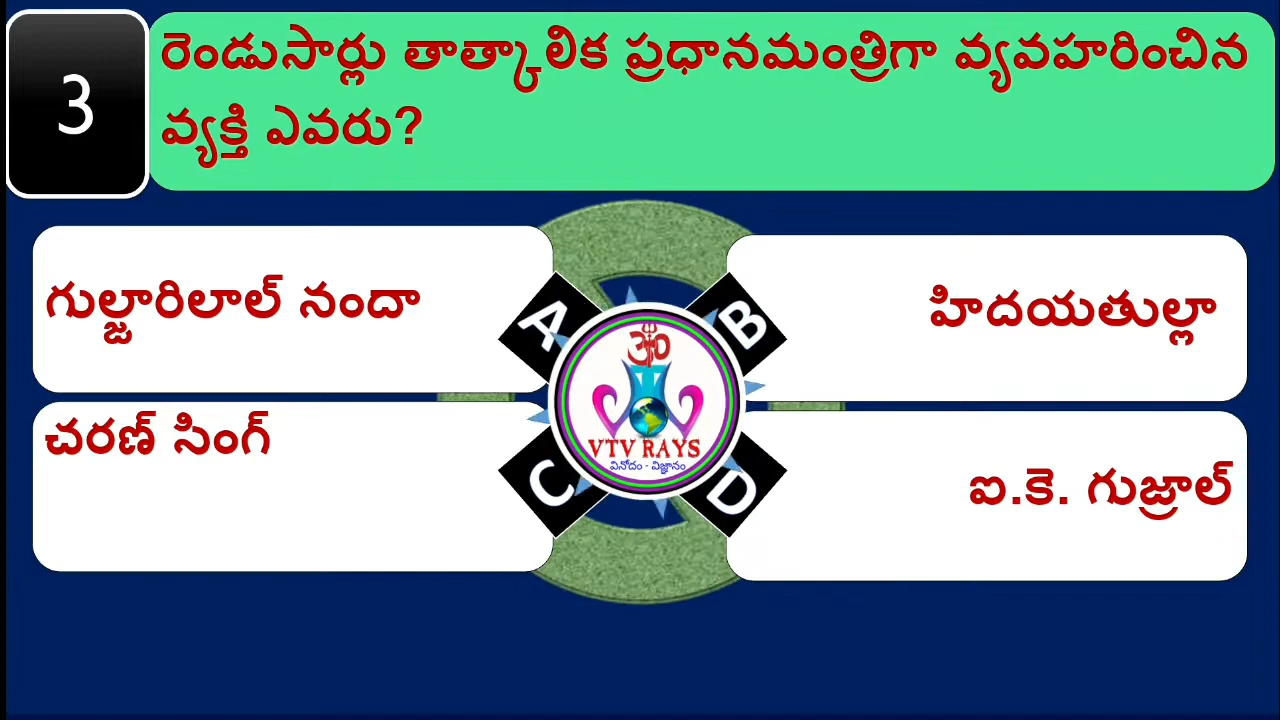 3
రెండుసార్లు తాత్కాలిక ప్రధానమంత్రిగా వ్యవహరించిన
వ్యక్తి ఎవరు?
గుల్జారిలాల్ నందా
A
B
హిదయతుల్లా
చరణ్ సింగ్
C
D
ఐ.కె. గుజ్రాల్
ॐ
VTV RAYS
వినోదం - విజ్ఞానం